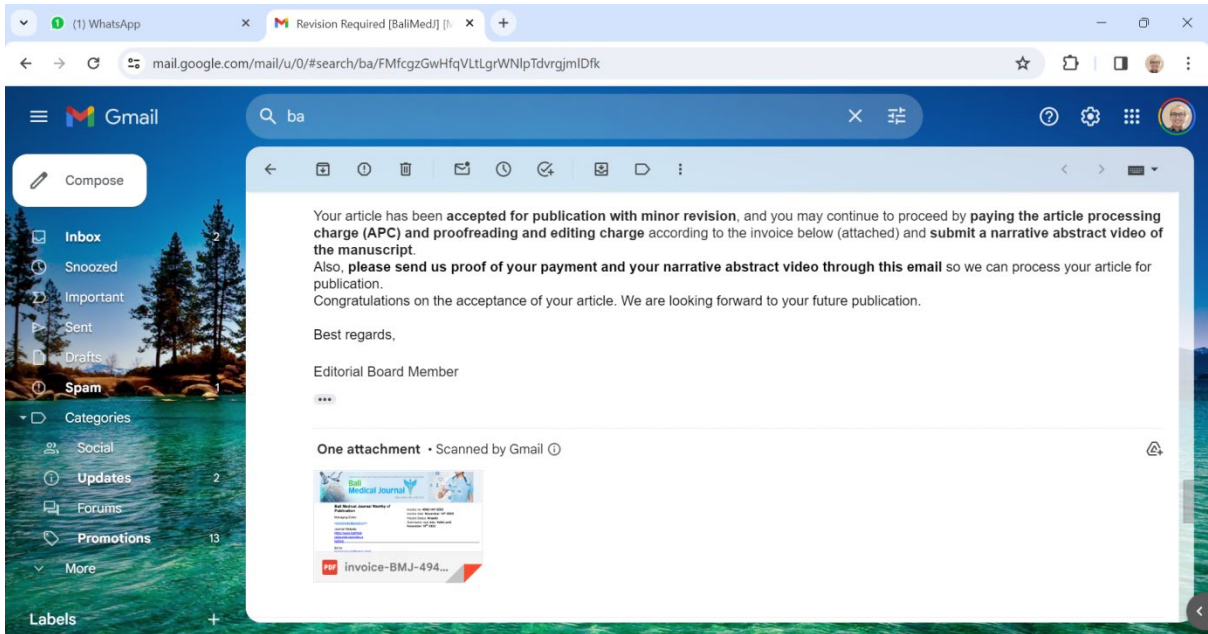 (1) WhatsApp
Revision Required [BaliMedJ] [
mail.google.com/mail/u/0/#search/ba/FMfcgzGwHfqVLtLgrWNlpTdvrgjmlDfk
Gmail
ba
Compose
Inbox 2
Snoozed
Important
Sent
Drafts
Spam 1
Categories
Social
Updates 2
Forums
Promotions 13
More
Labels
Your article has been accepted for publication with minor revision, and you may continue to proceed by paying the article processing
charge (APC) and proofreading and editing charge according to the invoice below (attached) and submit a narrative abstract video of
the manuscript.
Also, please send us proof of your payment and your narrative abstract video through this email so we can process your article for
publication.
Congratulations on the acceptance of your article. We are looking forward to your future publication.
Best regards,
Editorial Board Member
One attachment • Scanned by Gmail
Bali
Medical Journal
Bali Medical Journal
Publication
PDF invoice-BMJ-494...